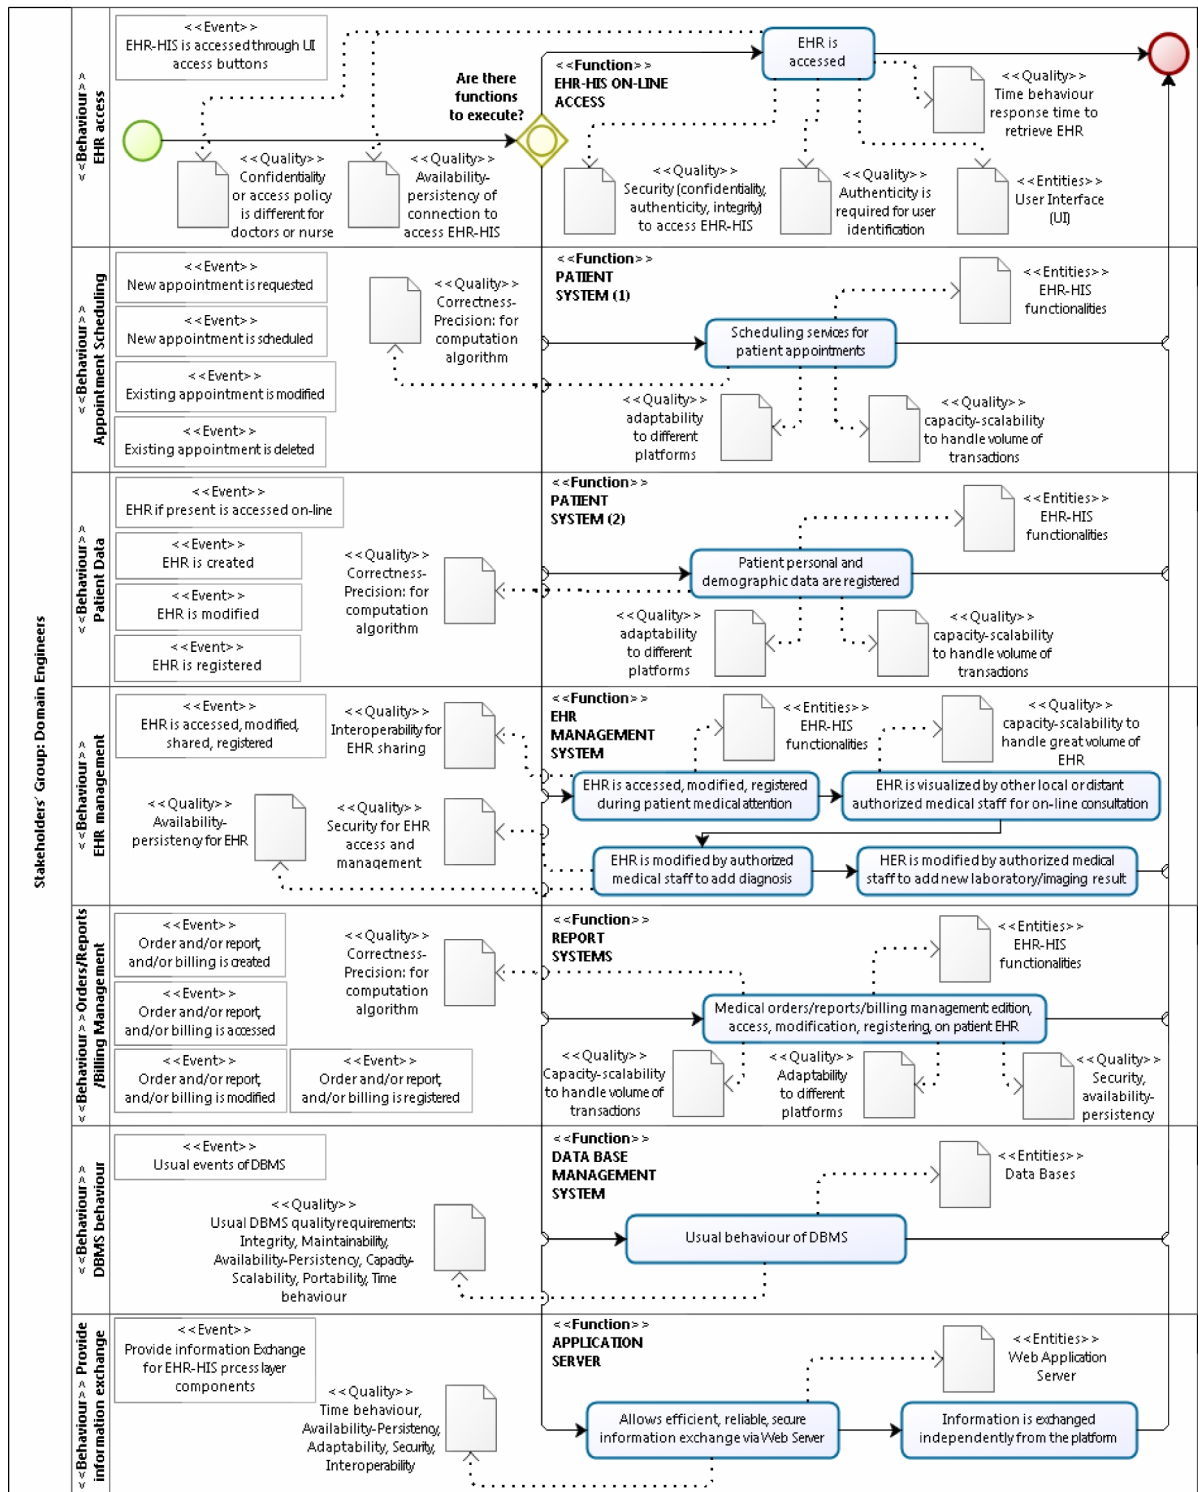 Stakeholders' Group: Domain Engineers
<<Behaviour>>
EHR access
<<Event>>
EHR-HIS is accessed through UI
access buttons
Are there
functions
to execute?
<<Function>>
EHR-HIS ON-LINE
ACCESS
EHR is
accessed
<<Quality>>
Time behaviour
response time to
retrieve EHR
<<Quality>>
Confidentiality
or access policy
is different for
doctors or nurse
<<Quality>>
Availability-
persistency of
connection to
access EHR-HIS
<<Quality>>
Security (confidentiality,
authenticity, integrity)
to access EHR-HIS
<<Quality>>
Authenticity is
required for user
identification
<<Entities>>
User Interface
(UI)
<<Behaviour>>
Appointment Scheduling
<<Event>>
New appointment is requested
<<Event>>
New appointment is scheduled
<<Event>>
Existing appointment is modified
<<Event>>
Existing appointment is deleted
<<Quality>>
Correctness-
Precision: for
computation
algorithm
<<Function>>
PATIENT
SYSTEM (1)
<<Entities>>
EHR-HIS
functionalities
Scheduling services for
patient appointments
<<Quality>>
adaptability
to different
platforms
<<Quality>>
capacity-scalability
to handle volume of
transactions
<<Behaviour>>
Patient Data
<<Event>>
EHR if present is accessed on-line
<<Event>>
EHR is created
<<Event>>
EHR is modified
<<Event>>
EHR is registered
<<Quality>>
Correctness-
Precision: for
computation
algorithm
<<Function>>
PATIENT
SYSTEM (2)
<<Entities>>
EHR-HIS
functionalities
Patient personal and
demographic data are registered
<<Quality>>
adaptability
to different
platforms
<<Quality>>
capacity-scalability
to handle volume of
transactions
<<Behaviour>>
EHR management
<<Event>>
EHR is accessed, modified,
shared, registered
<<Quality>>
Interoperability for
EHR sharing
<<Function>>
EHR
MANAGEMENT
SYSTEM
<<Entities>>
EHR-HIS
functionalities
<<Quality>>
capacity-scalability to
handle great volume of
EHR
<<Quality>>
Availability-
persistency for EHR
<<Quality>>
Security for EHR
access and
management
EHR is accessed, modified, registered
during patient medical attention
EHR is visualized by other local or distant
authorized medical staff for on-line consultation
EHR is modified by authorized
medical staff to add diagnosis
HER is modified by authorized medical
staff to add new laboratory/imaging result
<<Behaviour>> Orders/Reports
/Billing Management
<<Event>>
Order and/or report,
and/or billing is created
<<Event>>
Order and/or report,
and/or billing is accessed
<<Event>>
Order and/or report,
and/or billing is modified
<<Event>>
Order and/or report,
and/or billing is registered
<<Quality>>
Correctness-
Precision: for
computation
algorithm
<<Function>>
REPORT
SYSTEMS
<<Entities>>
EHR-HIS
functionalities
Medical orders/reports/billing management edition,
access, modification, registering, on patient EHR
<<Quality>>
Capacity-scalability
to handle volume of
transactions
<<Quality>>
Adaptability
to different
platforms
<<Quality>>
Security,
availability-
persistency
<<Behaviour>>
DBMS behaviour
<<Event>>
Usual events of DBMS
<<Quality>>
Usual DBMS quality requirements:
Integrity, Maintainability,
Availability-Persistency, Capacity-
Scalability, Portability, Time
behaviour
<<Function>>
DATA BASE
MANAGEMENT
SYSTEM
<<Entities>>
Data Bases
Usual behaviour of DBMS
<<Behaviour>> Provide
information exchange
<<Event>>
Provide information Exchange
for EHR-HIS prcess layer
components
<<Quality>>
Time behaviour,
Availability-Persistency,
Adaptability, Security,
Interoperability
<<Function>>
APPLICATION
SERVER
<<Entities>>
Web Application
Server
Allows efficient, reliable, secure
information exchange via Web Server
Information is exchanged
independently from the platform